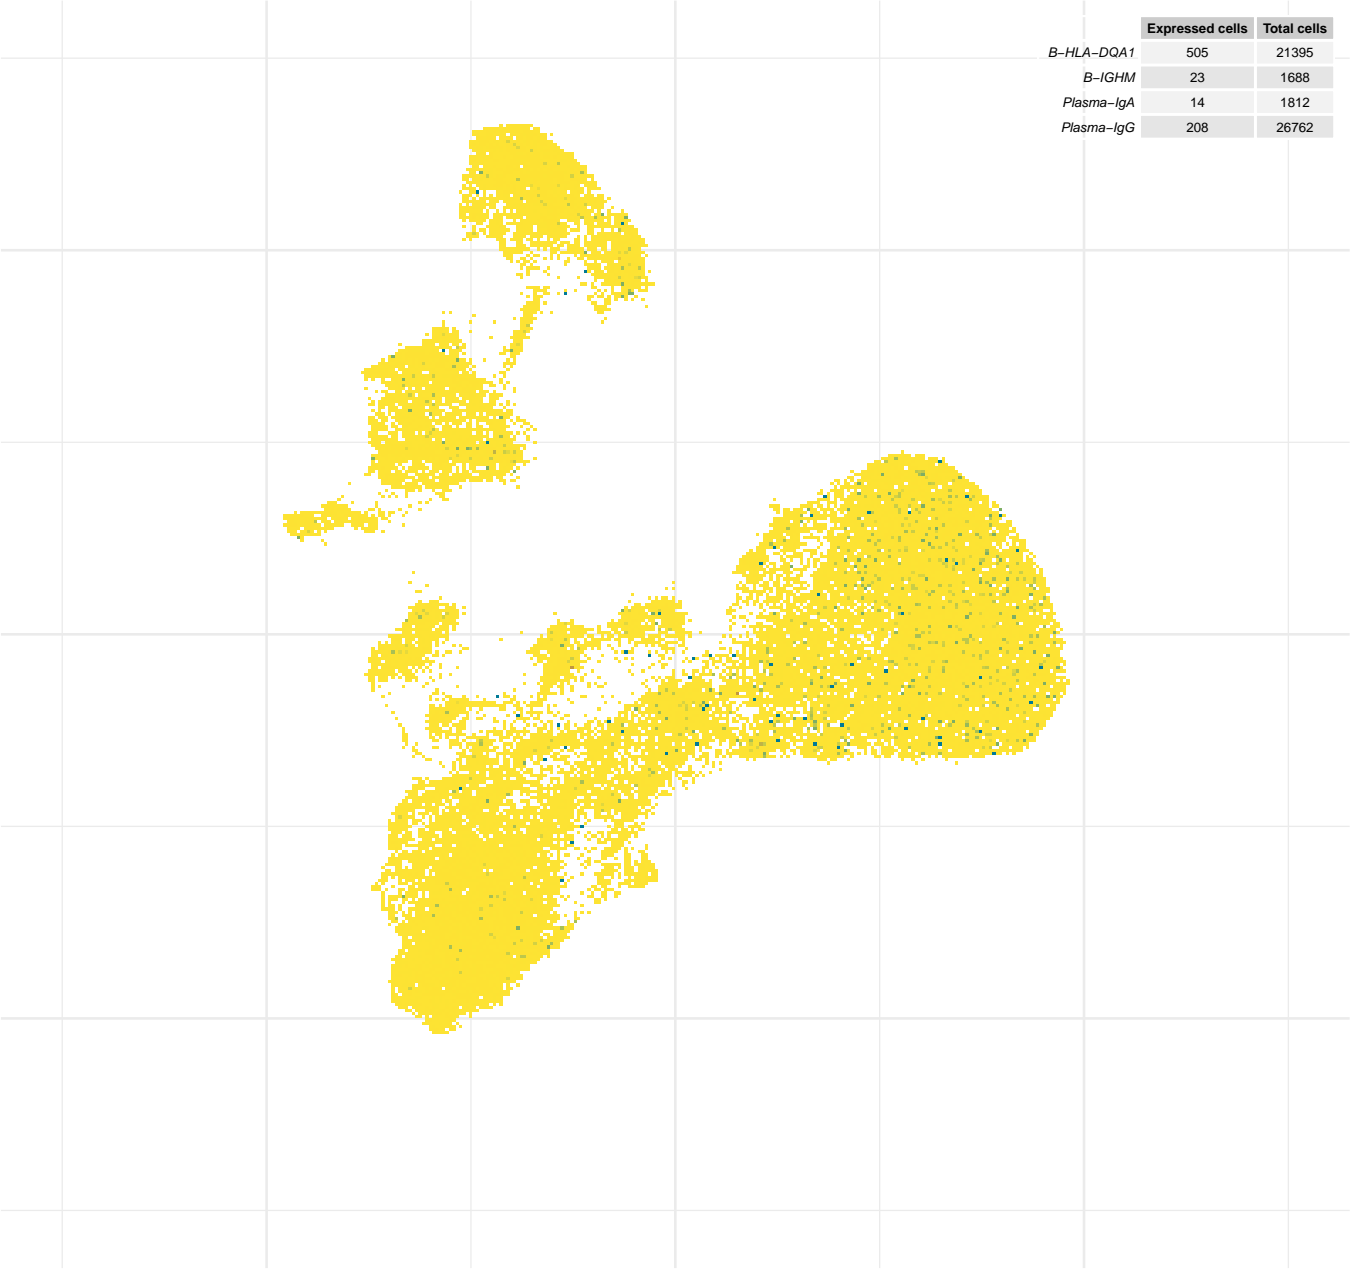 Expressed cells Total cells
B−HLA−DQA1 505 21395
B−IGHM 23 1688
Plasma−IgA 14 1812
Plasma−IgG 208 26762